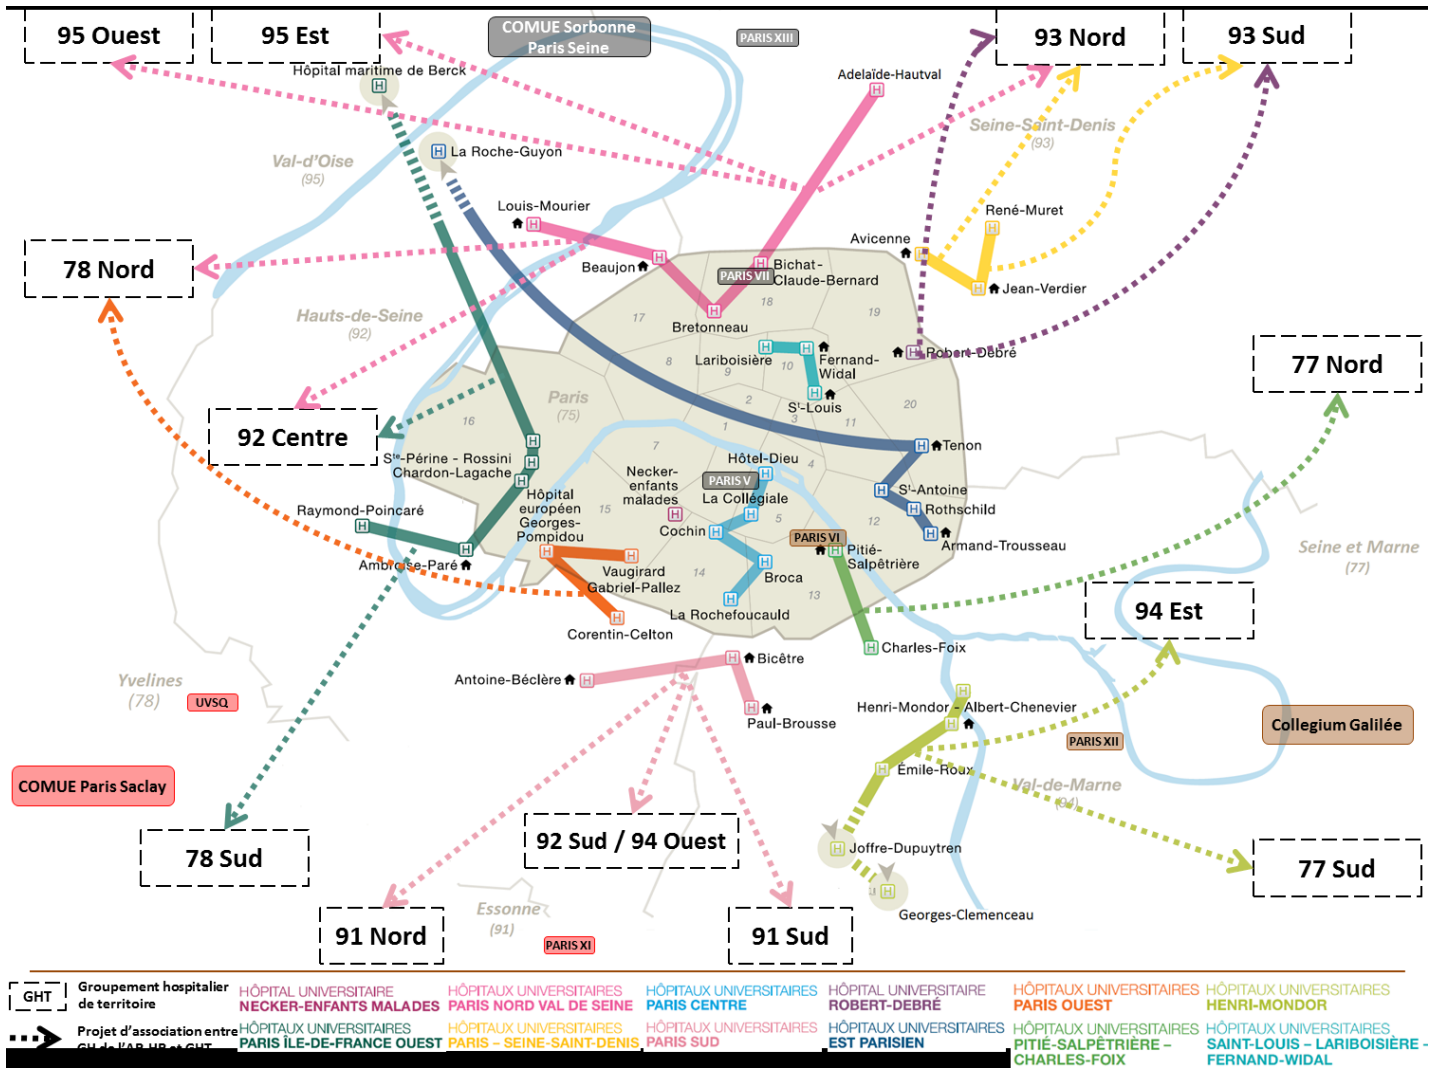 95 Ouest
95 Est
COMUE Sorbonne
Paris Seine
PARIS XIII
93 Nord
93 Sud
Hôpital maritime de Berck
Adelaïde-Hautval
Seine-Saint-Denis
(93)
Val-d'Oise
(95)
La Roche-Guyon
Louis-Mourier
René-Muret
Avicenne
78 Nord
Beaujon
PARIS VII
Bichat-
Claude-Bernard
Jean-Verdier
18
Hauts-de-Seine
(92)
17
19
Bretonneau
77 Nord
Lariboisière
Fernand-
Widal
Robert-Debré
8
9
10
Paris
(75)
2
3
Sᵗ-Louis
20
16
1
11
92 Centre
7
4
Tenon
Sᵗᵉ-Périne - Rossini
Chardon-Lagache
Hôtel-Dieu
Necker-
enfants
malades
PARIS V
La Collégiale
Sᵗ-Antoine
Hôpital
européen
Georges-
Pompidou
Raymond-Poincaré
15
5
12
Rothschild
Cochin
PARIS VI
Armand-Trousseau
Pitié-
Salpêtrière
Seine et Marne
(77)
Ambroise-Paré
Vaugirard
Gabriel-Pallez
14
Broca
13
La Rochefoucauld
94 Est
Corentin-Celton
Charles-Foix
Bicêtre
Antoine-Béclère
Yvelines
(78)
UVSQ
Henri-Mondor - Albert-Chenevier
Paul-Brousse
Collegium Galilée
PARIS XII
Émile-Roux
COMUE Paris Saclay
Val-de-Marne
(94)
78 Sud
92 Sud / 94 Ouest
Joffre-Dupuytren
77 Sud
Georges-Clemenceau
Essonne
(91)
91 Nord
91 Sud
PARIS XI
GHT
Groupement hospitalier
de territoire
HÔPITAL UNIVERSITAIRE
NECKER-ENFANTS MALADES
HÔPITAUX UNIVERSITAIRES
PARIS NORD VAL DE SEINE
HÔPITAUX UNIVERSITAIRES
PARIS CENTRE
HÔPITAL UNIVERSITAIRE
ROBERT-DEBRÉ
HÔPITAUX UNIVERSITAIRES
PARIS OUEST
HÔPITAUX UNIVERSITAIRES
HENRI-MONDOR
Projet d'association entre
GH de l'AP-HP et GHT
HÔPITAUX UNIVERSITAIRES
PARIS ÎLE-DE-FRANCE OUEST
HÔPITAUX UNIVERSITAIRES
PARIS – SEINE-SAINT-DENIS
HÔPITAUX UNIVERSITAIRES
PARIS SUD
HÔPITAUX UNIVERSITAIRES
EST PARISIEN
HÔPITAUX UNIVERSITAIRES
PITIÉ-SALPÊTRIÈRE –
CHARLES-FOIX
HÔPITAUX UNIVERSITAIRES
SAINT-LOUIS – LARIBOISIÈRE –
FERNAND-WIDAL